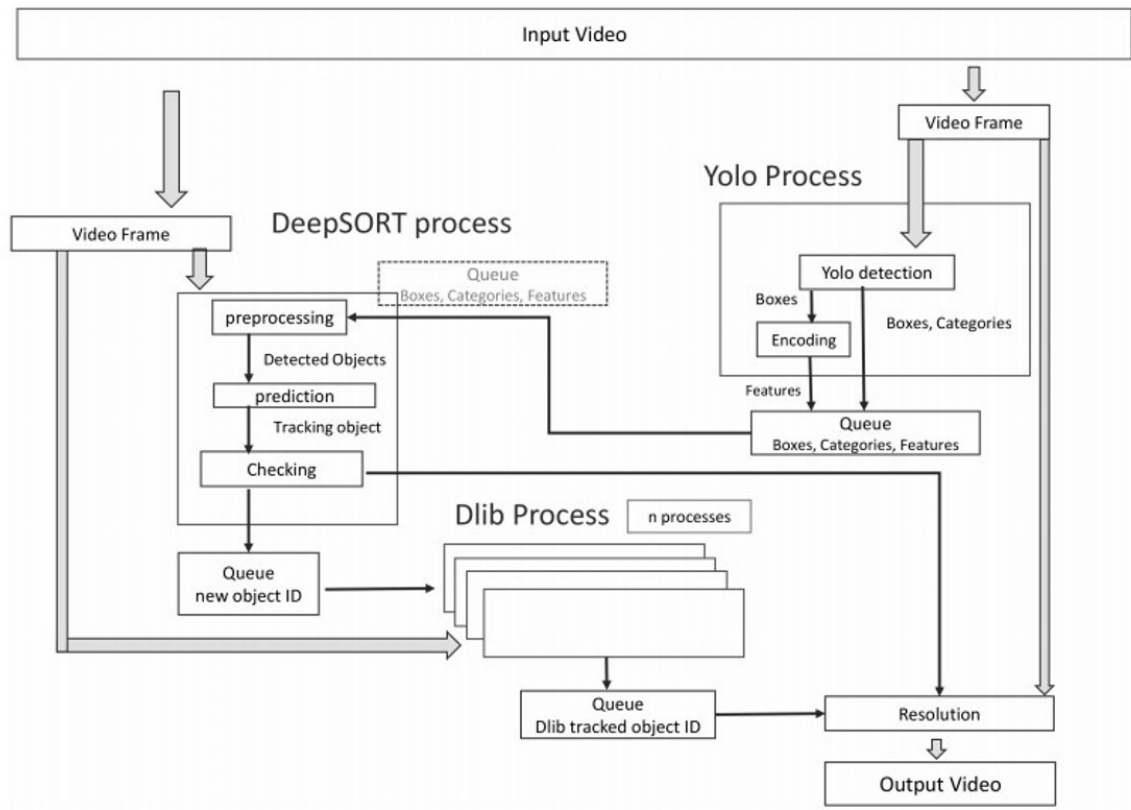 Input Video
Video Frame
Yolo Process
DeepSORT process
Video Frame
Queue
Boxes, Categories, Features
Yolo detection
Boxes
Boxes, Categories
preprocessing
Encoding
Detected Objects
Features
prediction
Tracking object
Queue
Boxes, Categories, Features
Checking
Dlib Process
n processes
Queue
new object ID
Queue
Dlib tracked object ID
Resolution
Output Video